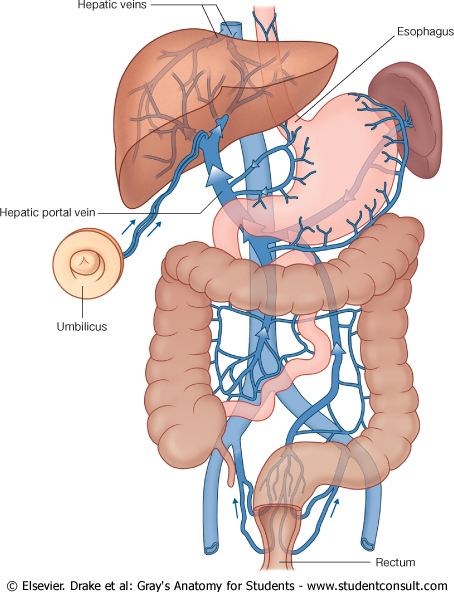 Hepatic veins
Esophagus
Hepatic portal vein
Umbilicus
Rectum
© Elsevier. Drake et al: Gray's Anatomy for Students - www.studentconsult.com